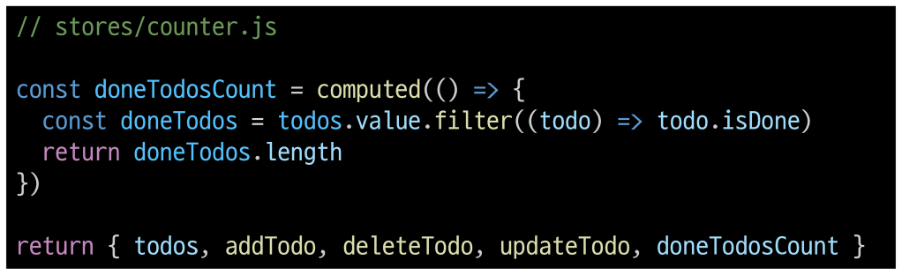 // stores/counter.js
const doneTodosCount = computed(() => {
  const doneTodos = todos.value.filter((todo) => todo.isDone)
  return doneTodos.length
})
return { todos, addTodo, deleteTodo, updateTodo, doneTodosCount }